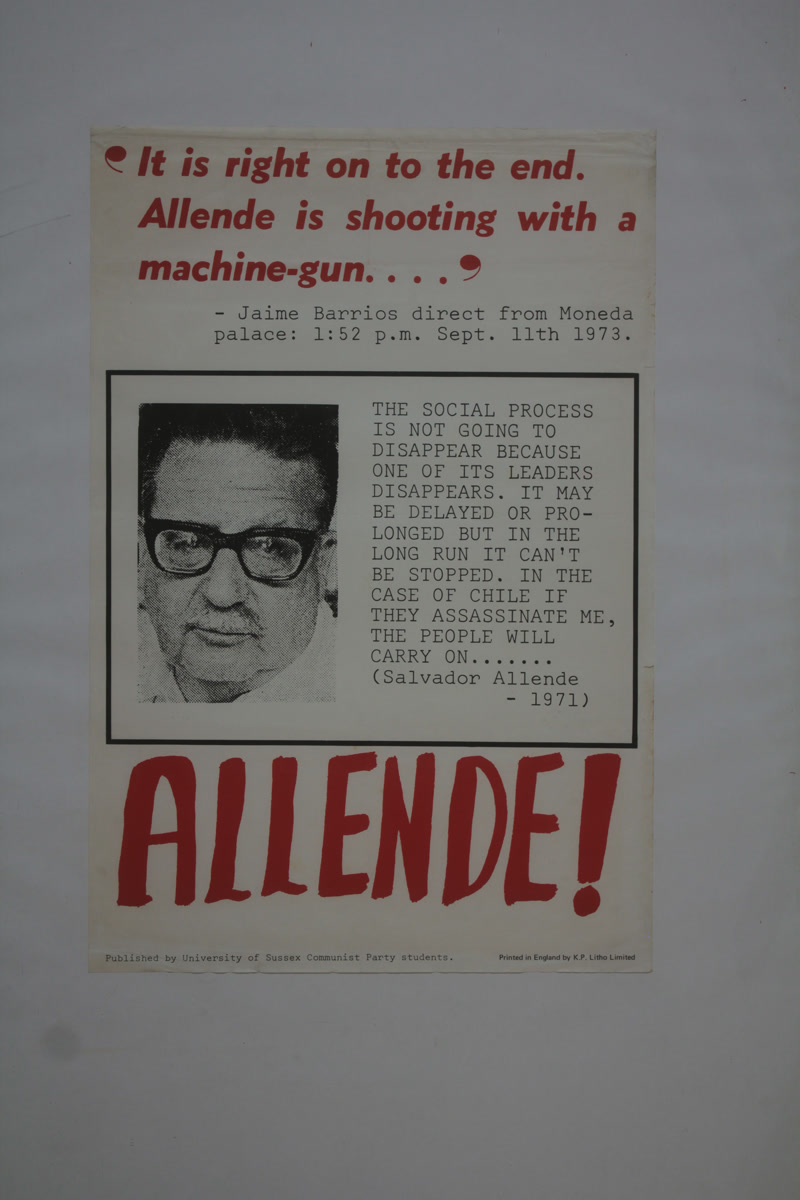 ‘It is right on to the end.
Allende is shooting with a
machine-gun. . . .’
- Jaime Barrios direct from Moneda
palace: 1:52 p.m. Sept. 11th 1973.
THE SOCIAL PROCESS
IS NOT GOING TO
DISAPPEAR BECAUSE
ONE OF ITS LEADERS
DISAPPEARS. IT MAY
BE DELAYED OR PRO-
LONGED BUT IN THE
LONG RUN IT CAN'T
BE STOPPED. IN THE
CASE OF CHILE IF
THEY ASSASSINATE ME,
THE PEOPLE WILL
CARRY ON.......
(Salvador Allende
- 1971)
ALLENDE!
Published by University of Sussex Communist Party students.
Printed in England by K.P. Litho Limited